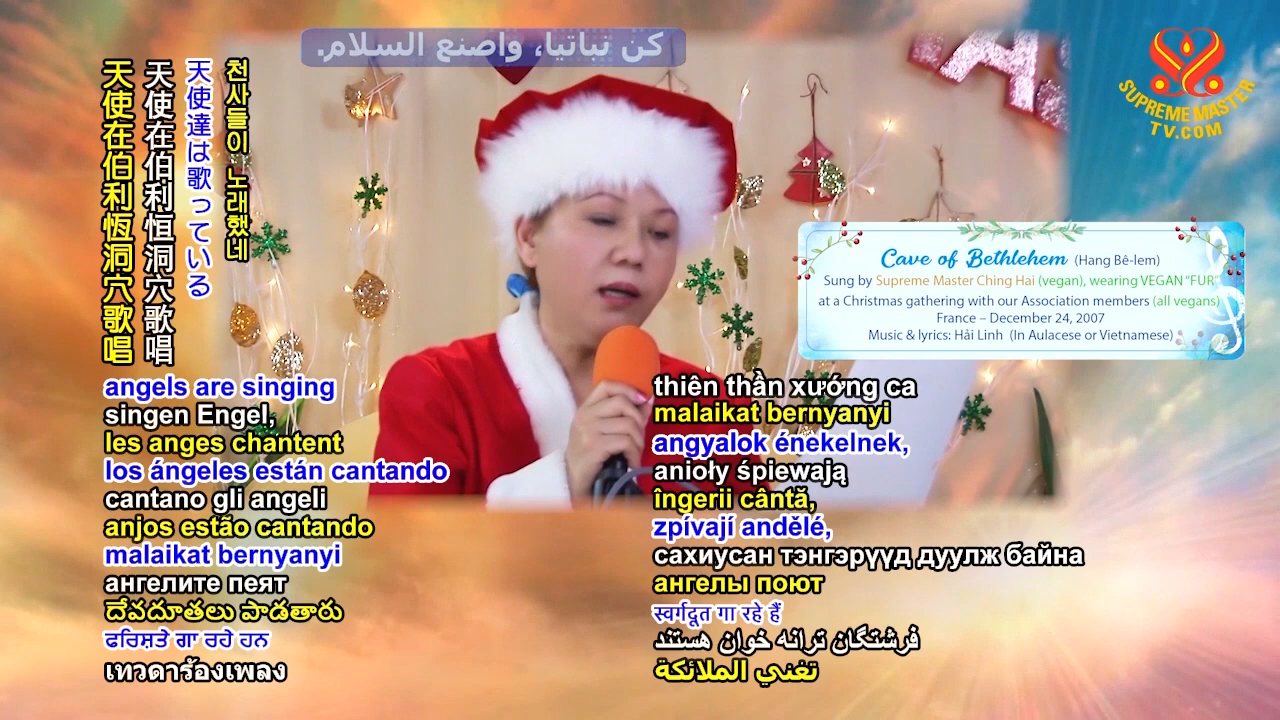 كن نباتيا، واصنع السلام.
SUPREME MASTER
TV.COM
天使在伯利恆洞穴歌唱
天使在伯利恒洞穴歌唱
天使達は歌っている
천사들이 노래했네
Cave of Bethlehem (Hang Bê-lem)
Sung by Supreme Master Ching Hai (vegan), wearing VEGAN “FUR”
at a Christmas gathering with our Association members (all vegans)
France – December 24, 2007
Music & lyrics: Hải Linh (In Aulacese or Vietnamese)
angels are singing
singen Engel,
les anges chantent
los ángeles están cantando
cantano gli angeli
anjos estão cantando
malaikat bernyanyi
ангелите пеят
దేవదూతలు పాడతారు
ਫਰਿਸ਼ਤੇ ਗਾ ਰਹੇ ਹਨ
เทวดาร้องเพลง
thiên thần xướng ca
malaikat bernyanyi
angyalok énekelnek,
anioły śpiewają
îngerii cântă,
zpívají andělé,
сахиусан тэнгэрүүд дуулж байна
ангелы поют
स्वर्गदूत गा रहे हैं
فرشتگان ترانه خوان هستند
تغني الملائكة